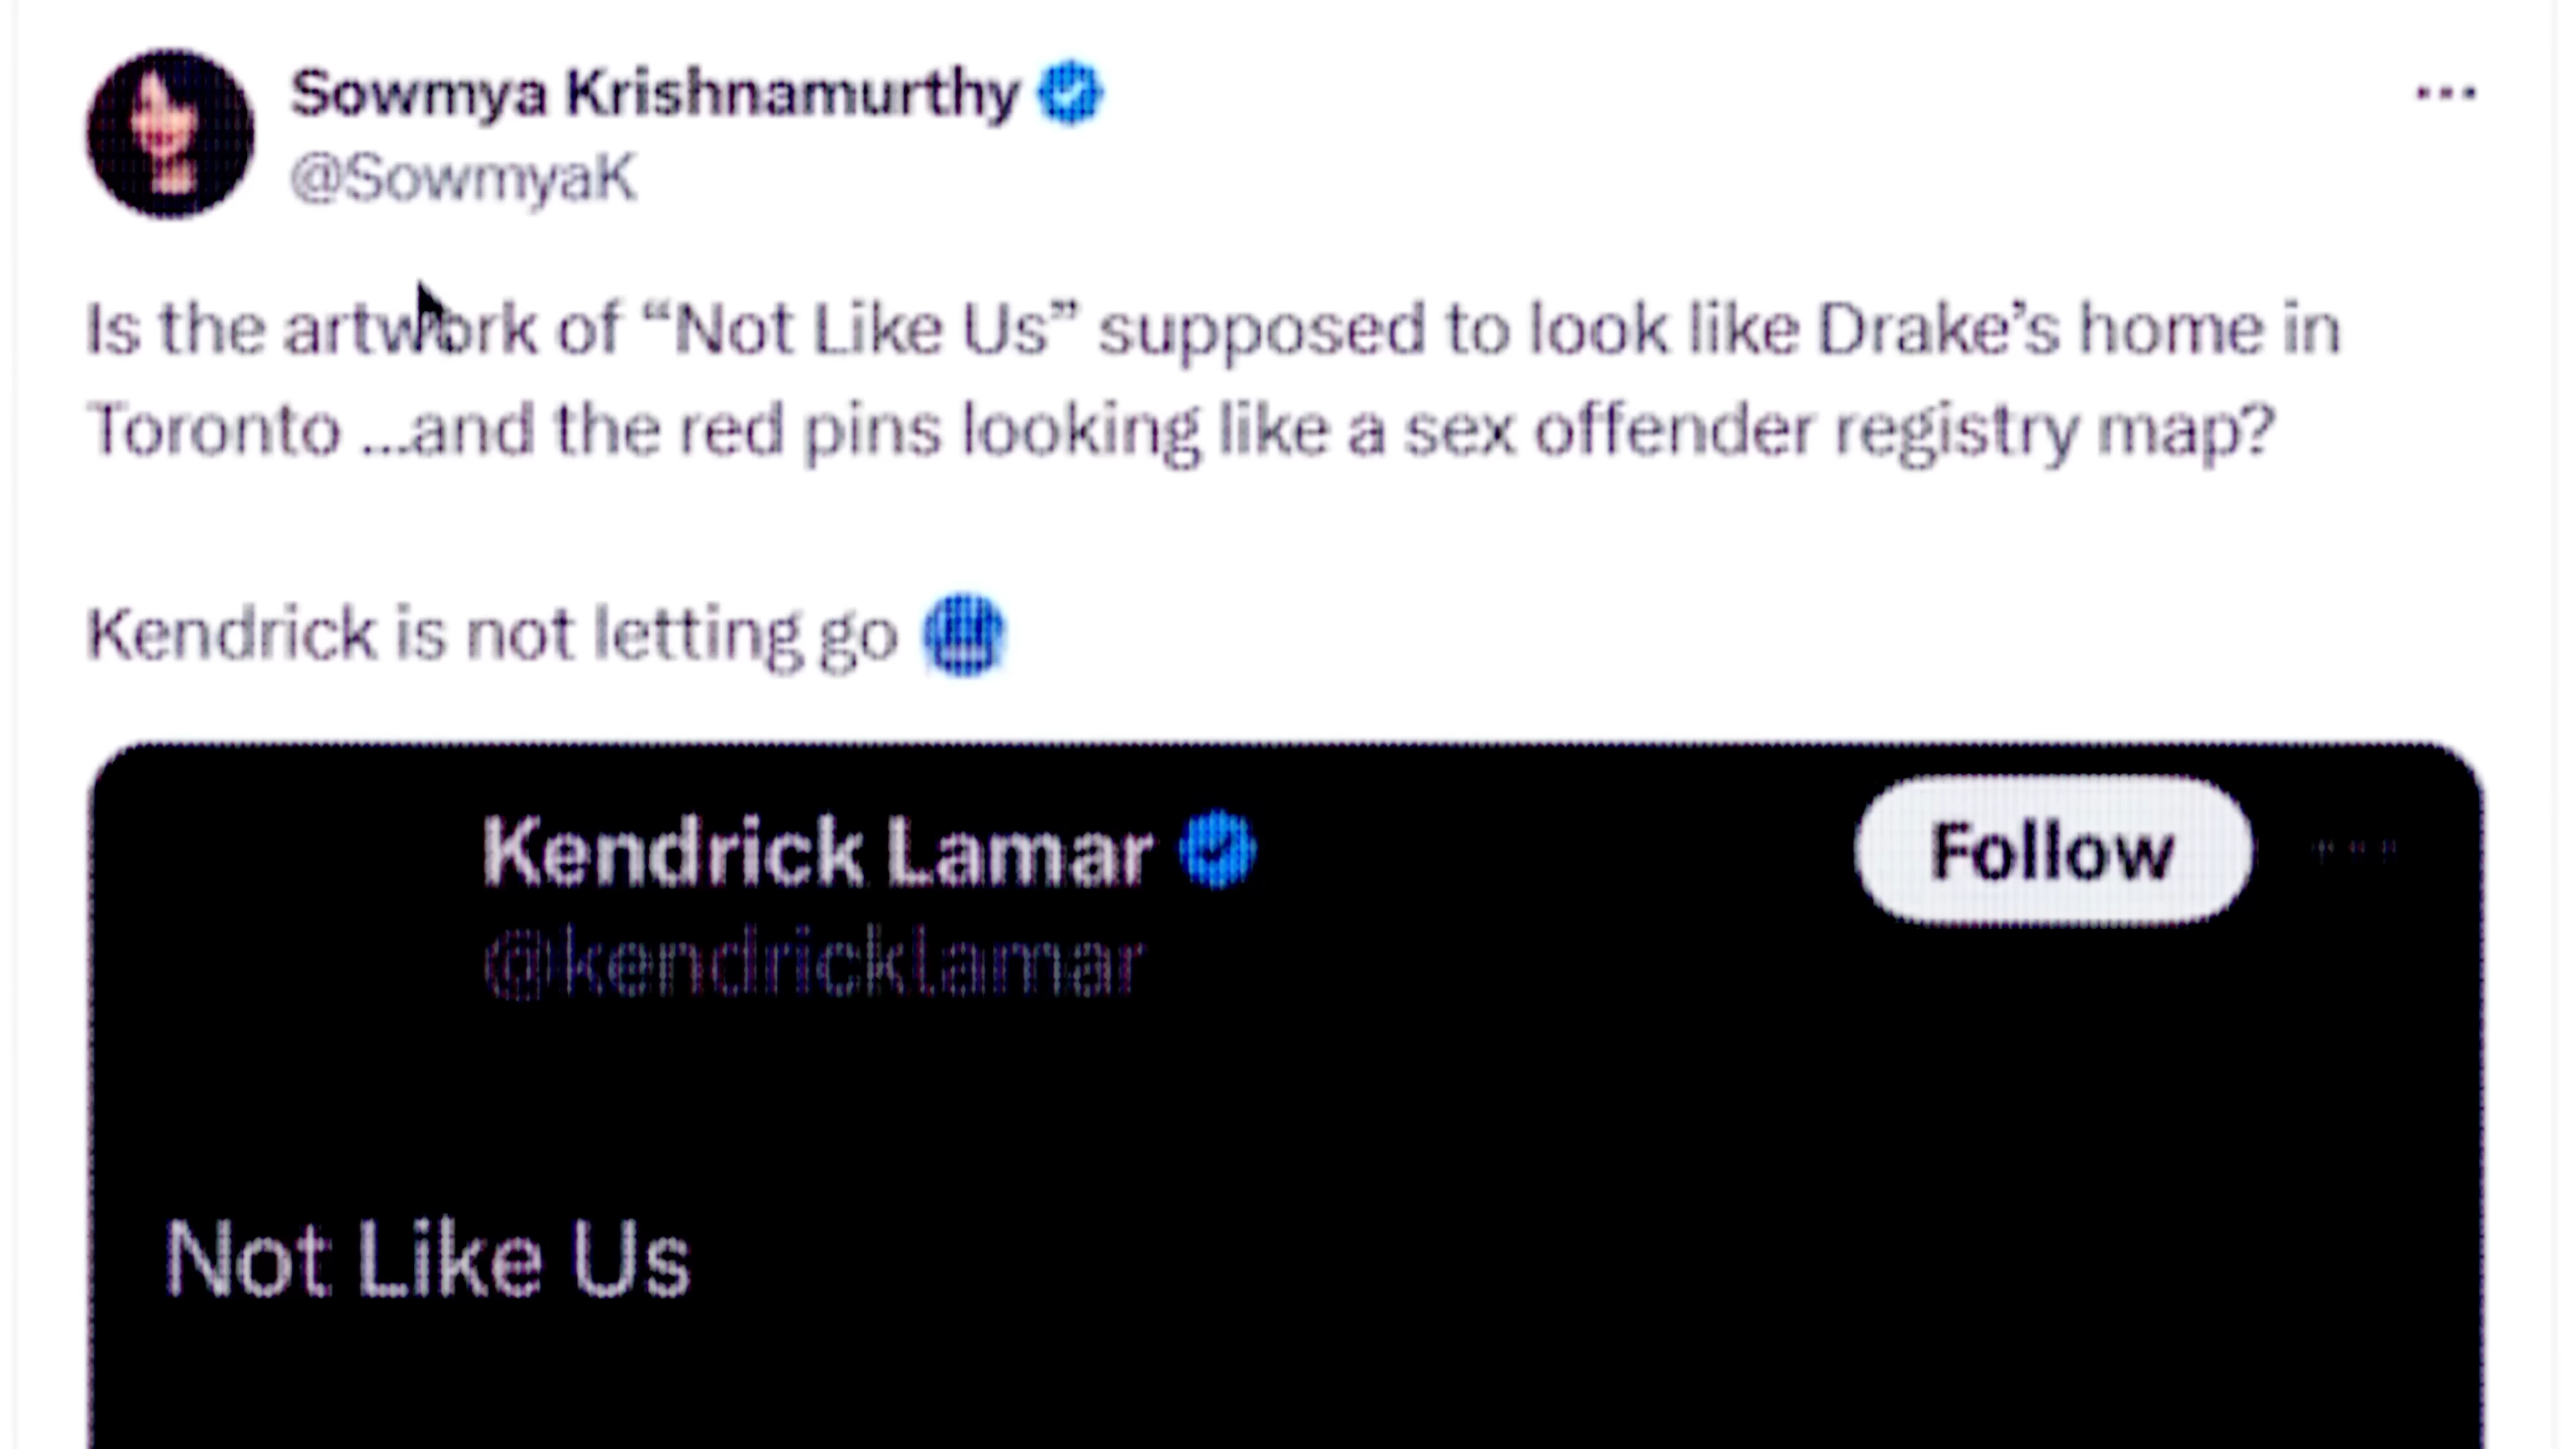 Sowmya Krishnamurthy
@SowmyaK
Is the artwork of “Not Like Us” supposed to look like Drake’s home in
Toronto ...and the red pins looking like a sex offender registry map?
Kendrick is not letting go
Kendrick Lamar
Follow
@kendricklamar
Not Like Us